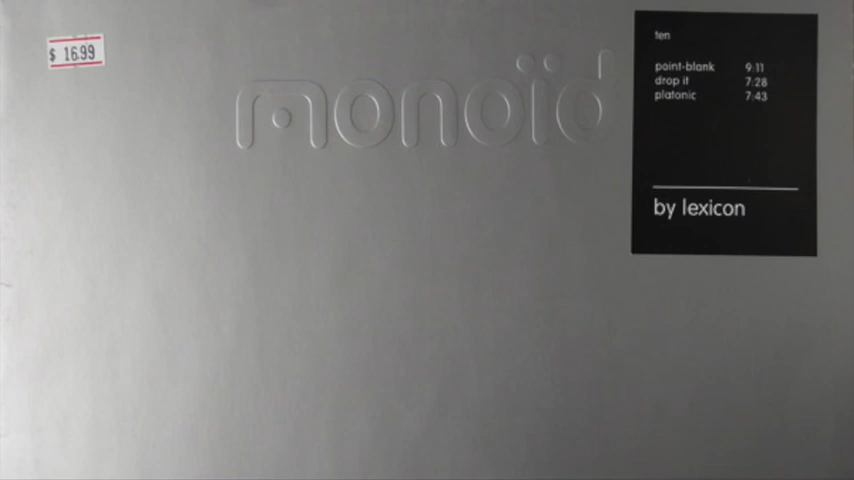 $ 16.99
monoïd
ten
point-blank 9:11
drop it 7:28
platonic 7:43
by lexicon